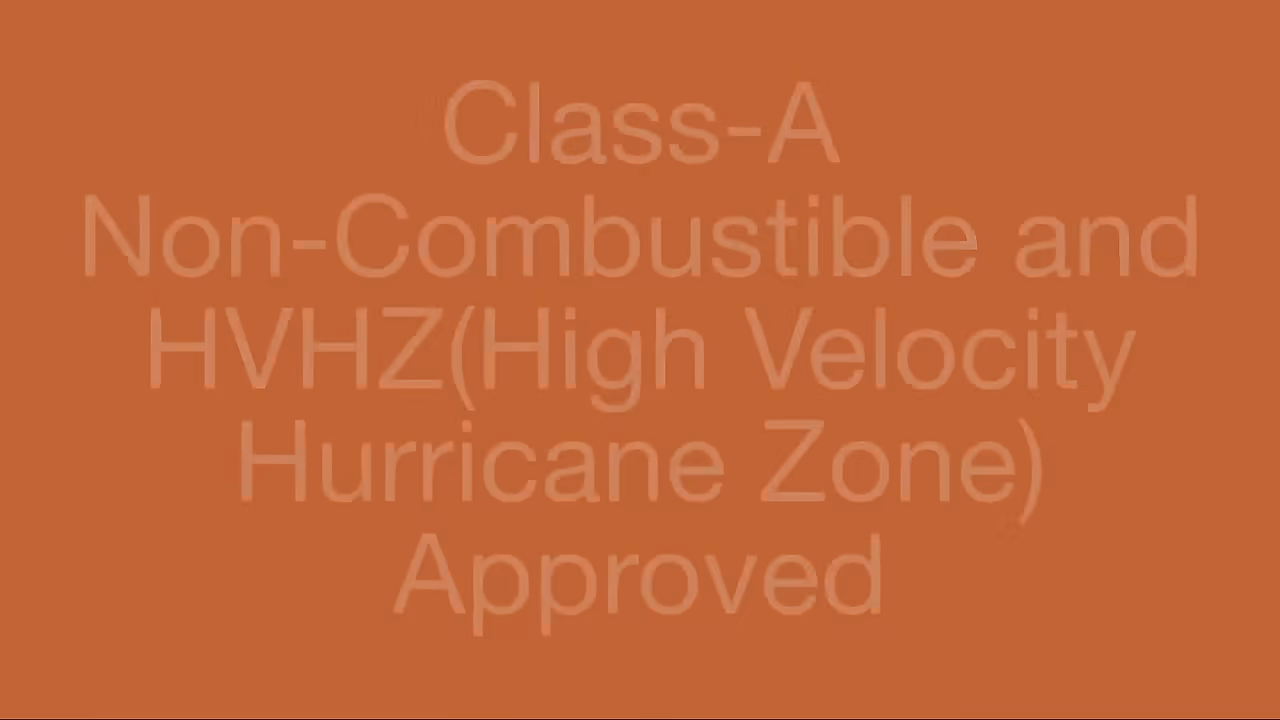 Class-A
Non-Combustible and
HVHZ(High Velocity
Hurricane Zone)
Approved